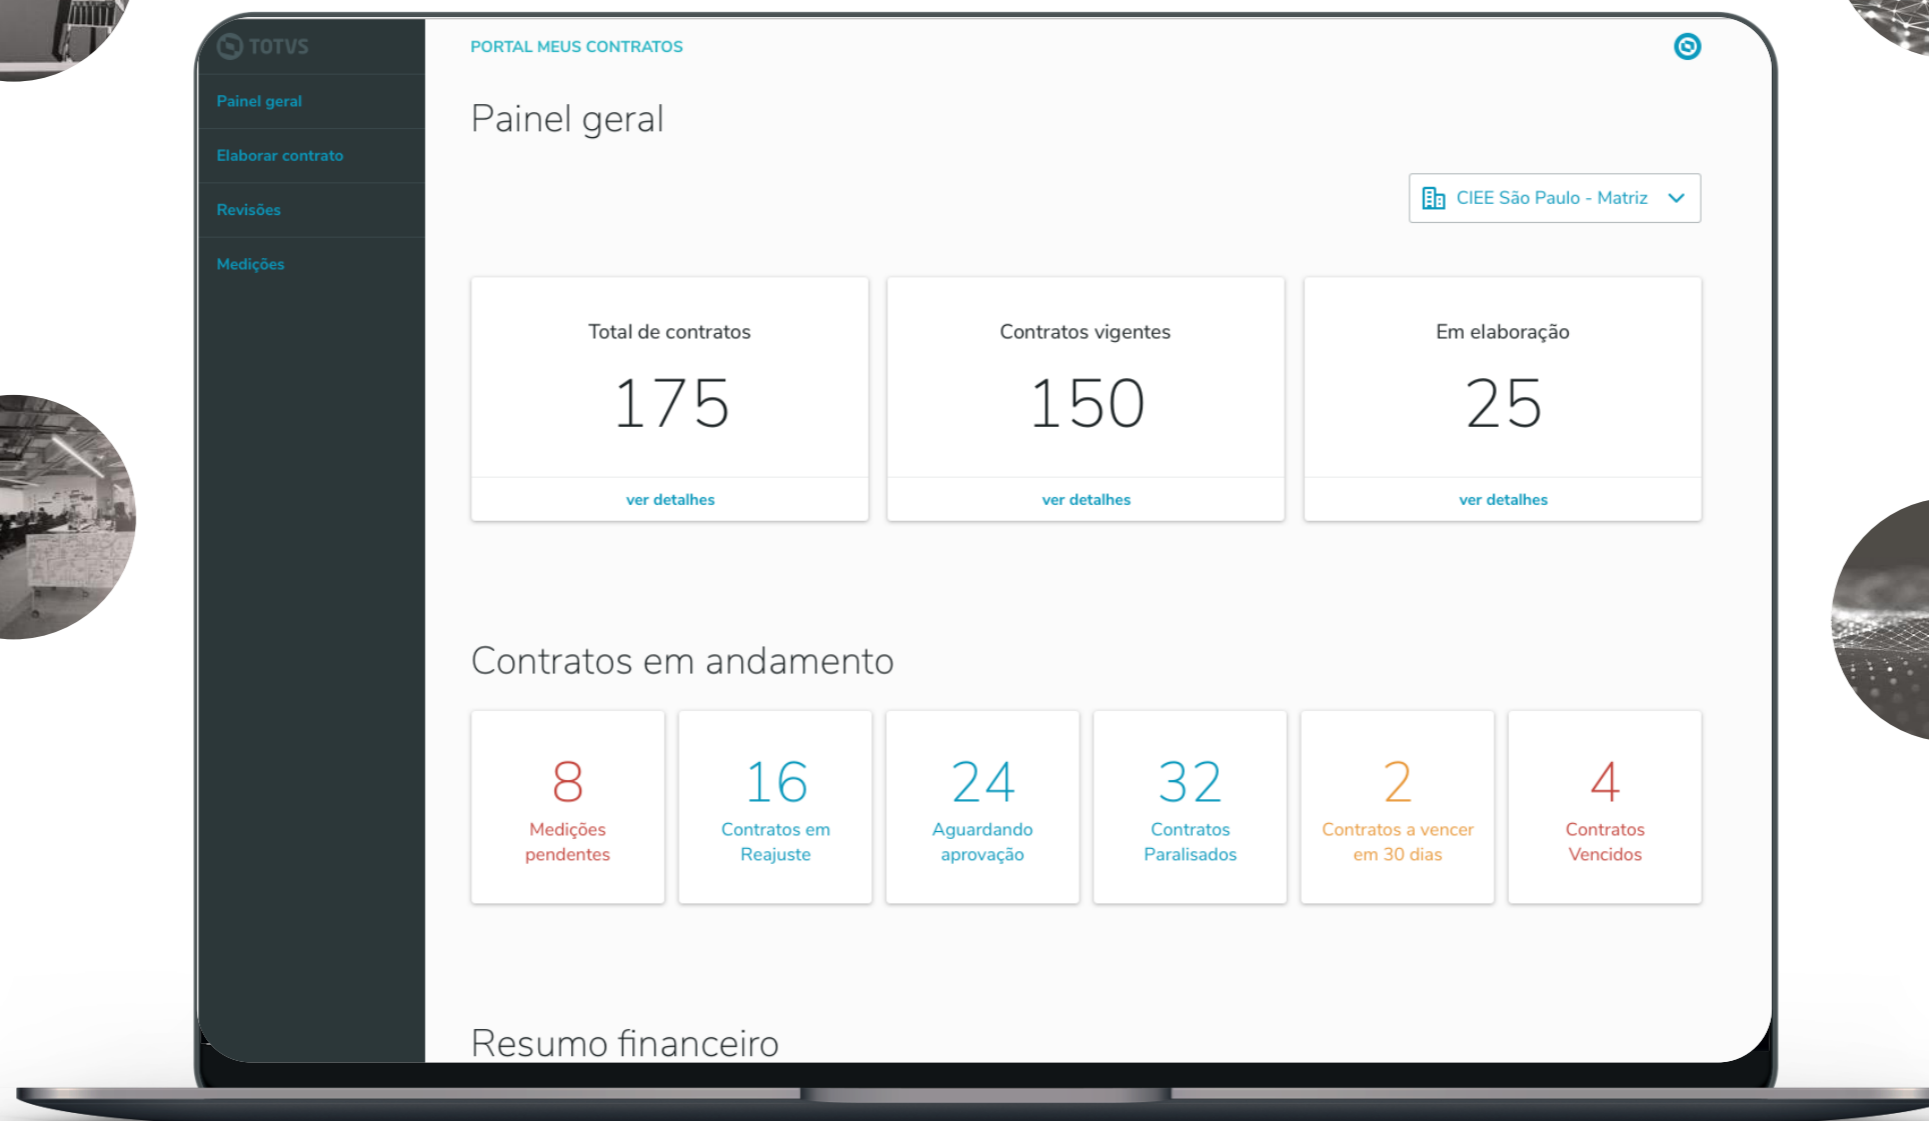 TOTVS
Painel geral
Elaborar contrato
Revisões
Medições
PORTAL MEUS CONTRATOS
Painel geral
CIEE São Paulo - Matriz
Total de contratos
175
ver detalhes
Contratos vigentes
150
ver detalhes
Em elaboração
25
ver detalhes
Contratos em andamento
8
Medições
pendentes
16
Contratos em
Reajuste
24
Aguardando
aprovação
32
Contratos
Paralisados
2
Contratos a vencer
em 30 dias
4
Contratos
Vencidos
Resumo financeiro